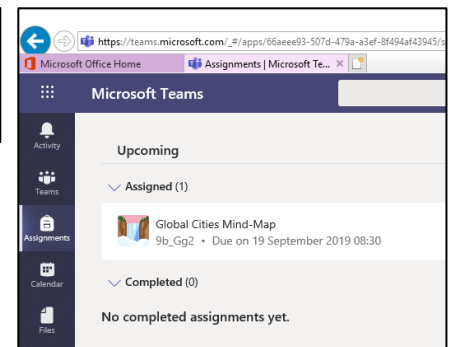 https://teams.microsoft.com/_#/apps/66aeee93-507d-479a-a3ef-8f494af43945/s
Microsoft Office Home
Assignments | Microsoft Te...
Microsoft Teams
Activity
Teams
Assignments
Calendar
Files
Upcoming
Assigned (1)
Global Cities Mind-Map
9b_Gg2 • Due on 19 September 2019 08:30
Completed (0)
No completed assignments yet.